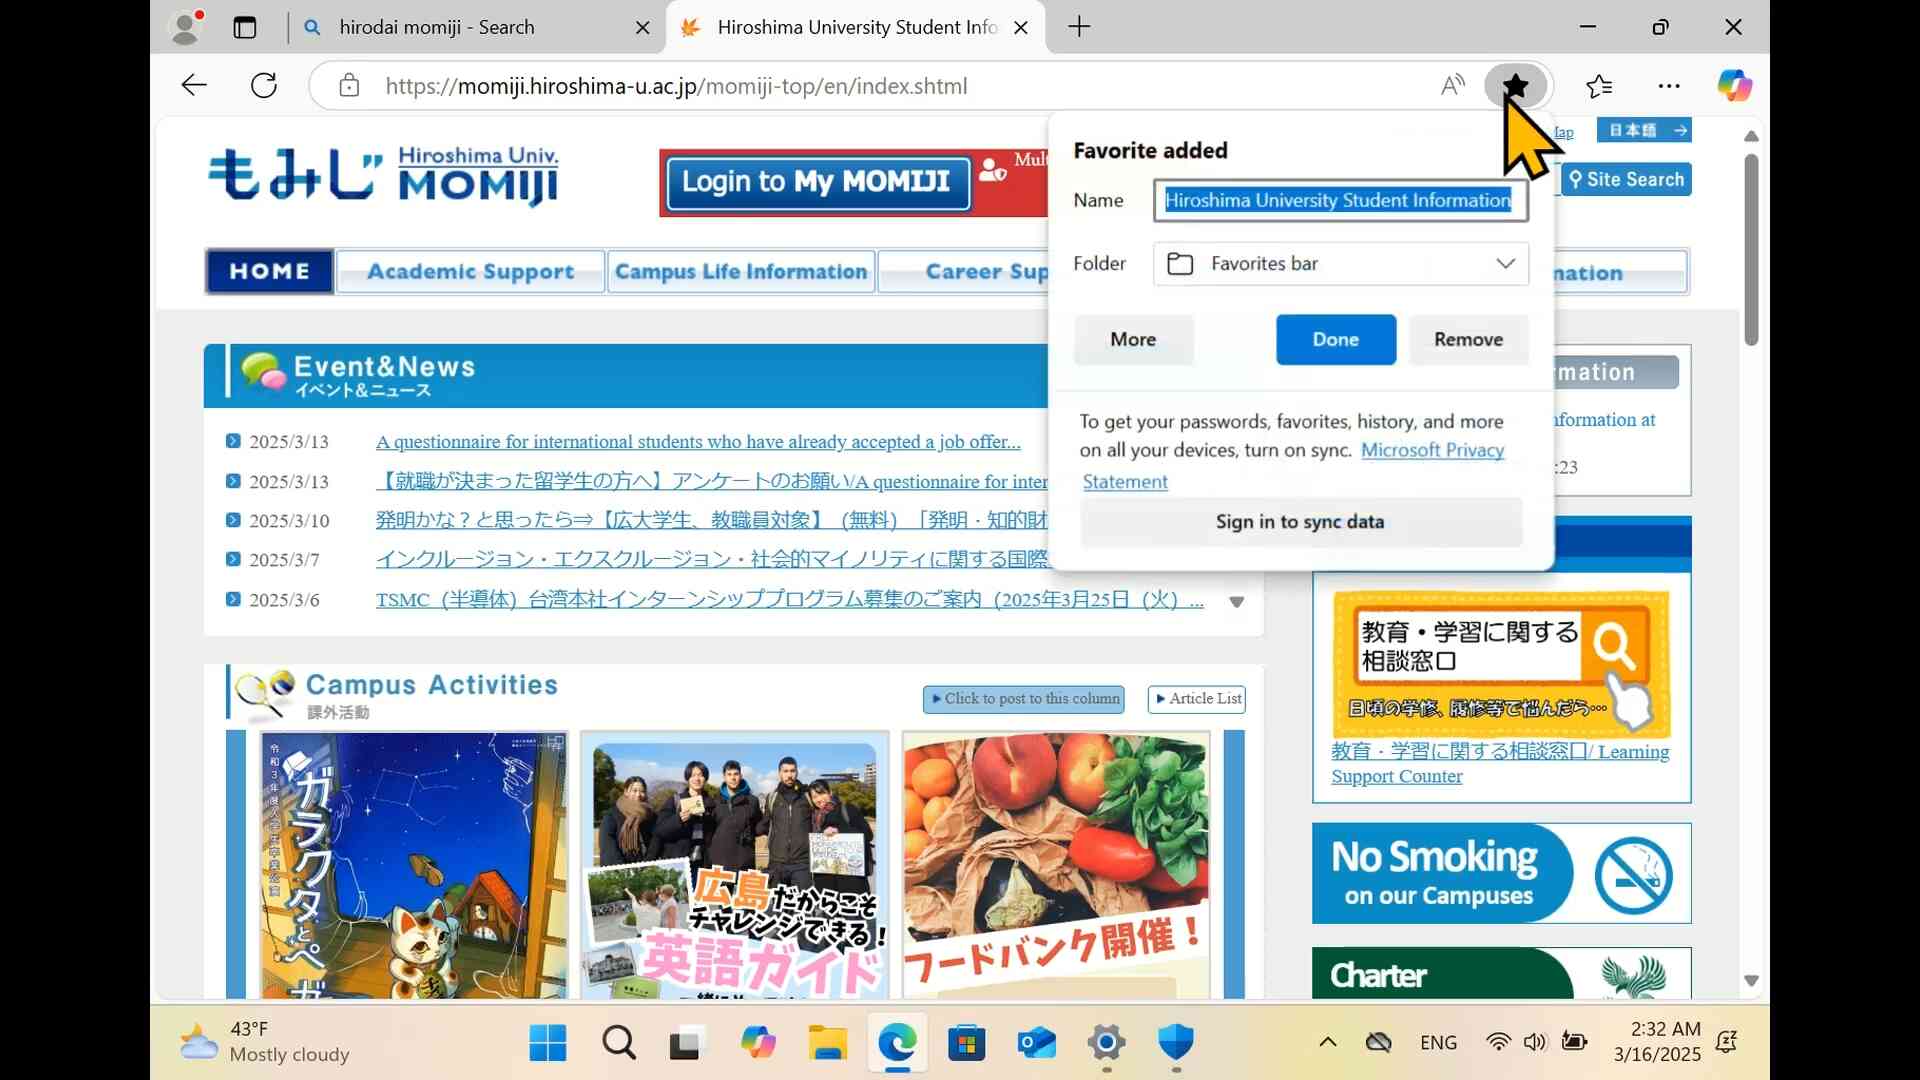 hirodai momiji - Search
Hiroshima University Student Info
https://momiji.hiroshima-u.ac.jp/momiji-top/en/index.shtml
もみじ Hiroshima Univ. MOMIJI
Login to My MOMIJI
Mult
Map
日本語
Site Search
HOME
Academic Support
Campus Life Information
Career Sup
mation
Favorite added
Name Hiroshima University Student Information
Folder Favorites bar
More Done Remove
To get your passwords, favorites, history, and more
on all your devices, turn on sync. Microsoft Privacy
Statement
Sign in to sync data
Event&News
イベント&ニュース
2025/3/13 A questionnaire for international students who have already accepted a job offer...
2025/3/13 【就職が決まった留学生の方へ】アンケートのお願い/A questionnaire for inter
2025/3/10 発明かな？と思ったら⇒【広大学生、教職員対象】（無料）「発明・知的財
2025/3/7 インクルージョン・エクスクルージョン・社会的マイノリティに関する国際
2025/3/6 TSMC（半導体）台湾本社インターンシッププログラム募集のご案内（2025年3月25日（火）...
mation
nformation at
:23
教育・学習に関する
相談窓口
日頃の学修、履修等で悩んだら…
教育・学習に関する相談窓口/ Learning
Support Counter
Campus Activities
課外活動
Click to post to this column
Article List
ガラクタとペ
広島だからこそ
チャレンジできる！
英語ガイド
フードバンク開催！
No Smoking
on our Campuses
Charter
43°F
Mostly cloudy
ENG
2:32 AM
3/16/2025